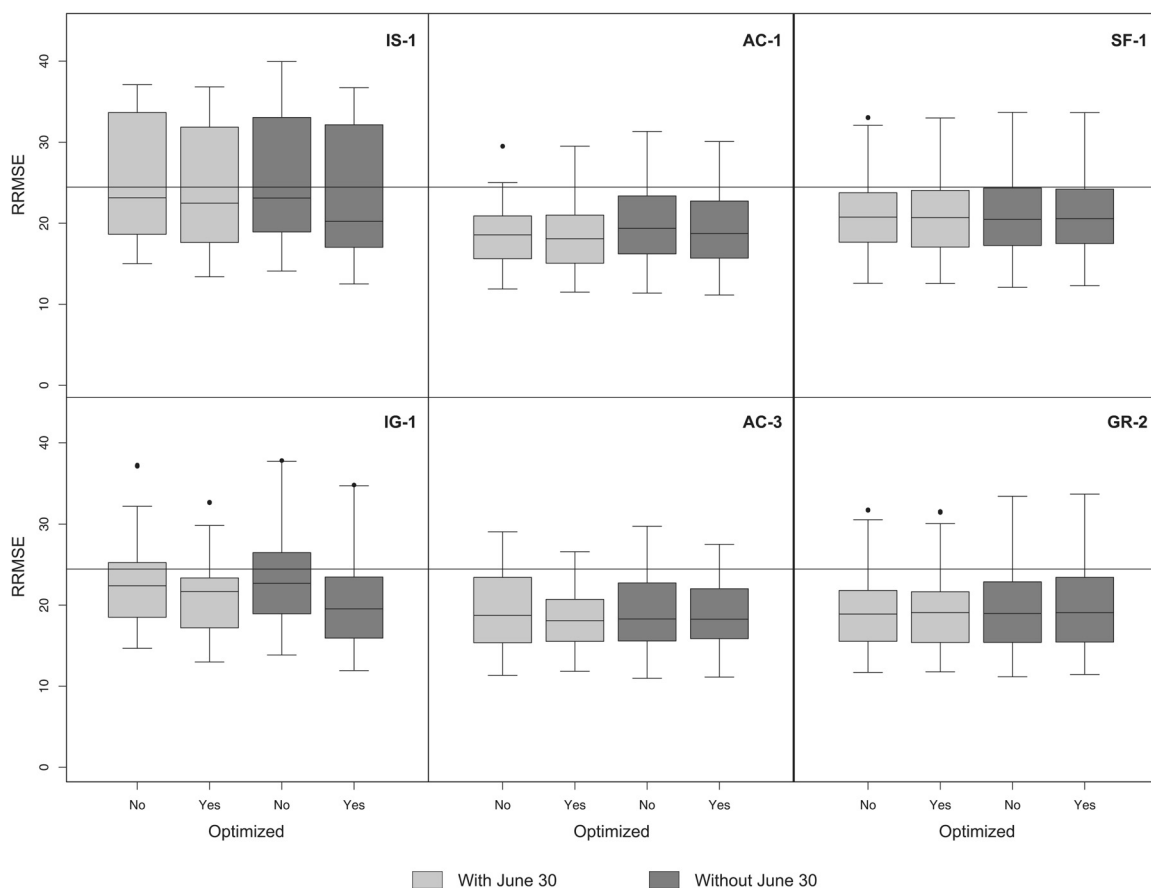 IS-1
AC-1
SF-1
RRMSE
40
30
20
10
0
IG-1
AC-3
GR-2
RRMSE
40
30
20
10
0
No Yes No Yes
No Yes No Yes
No Yes No Yes
Optimized
Optimized
Optimized
With June 30
Without June 30